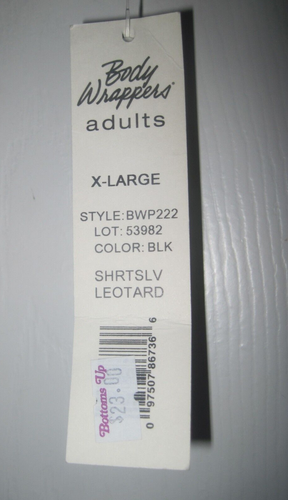 Body
Wrappers
adults
X-LARGE
STYLE: BWP222
LOT: 53982
COLOR: BLK
SHRTSLV
LEOTARD
Bottoms Up
$23.00
0 97507 86736 6